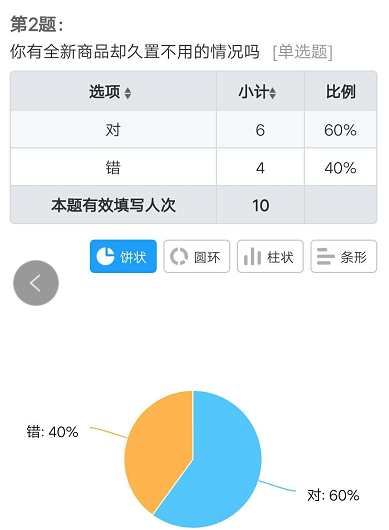 第2题:
你有全新商品却久置不用的情况吗 [单选题]
选项 小计 比例
对 6 60%
错 4 40%
本题有效填写人次 10
饼状 圆环 柱状 条形
错: 40%
对: 60%